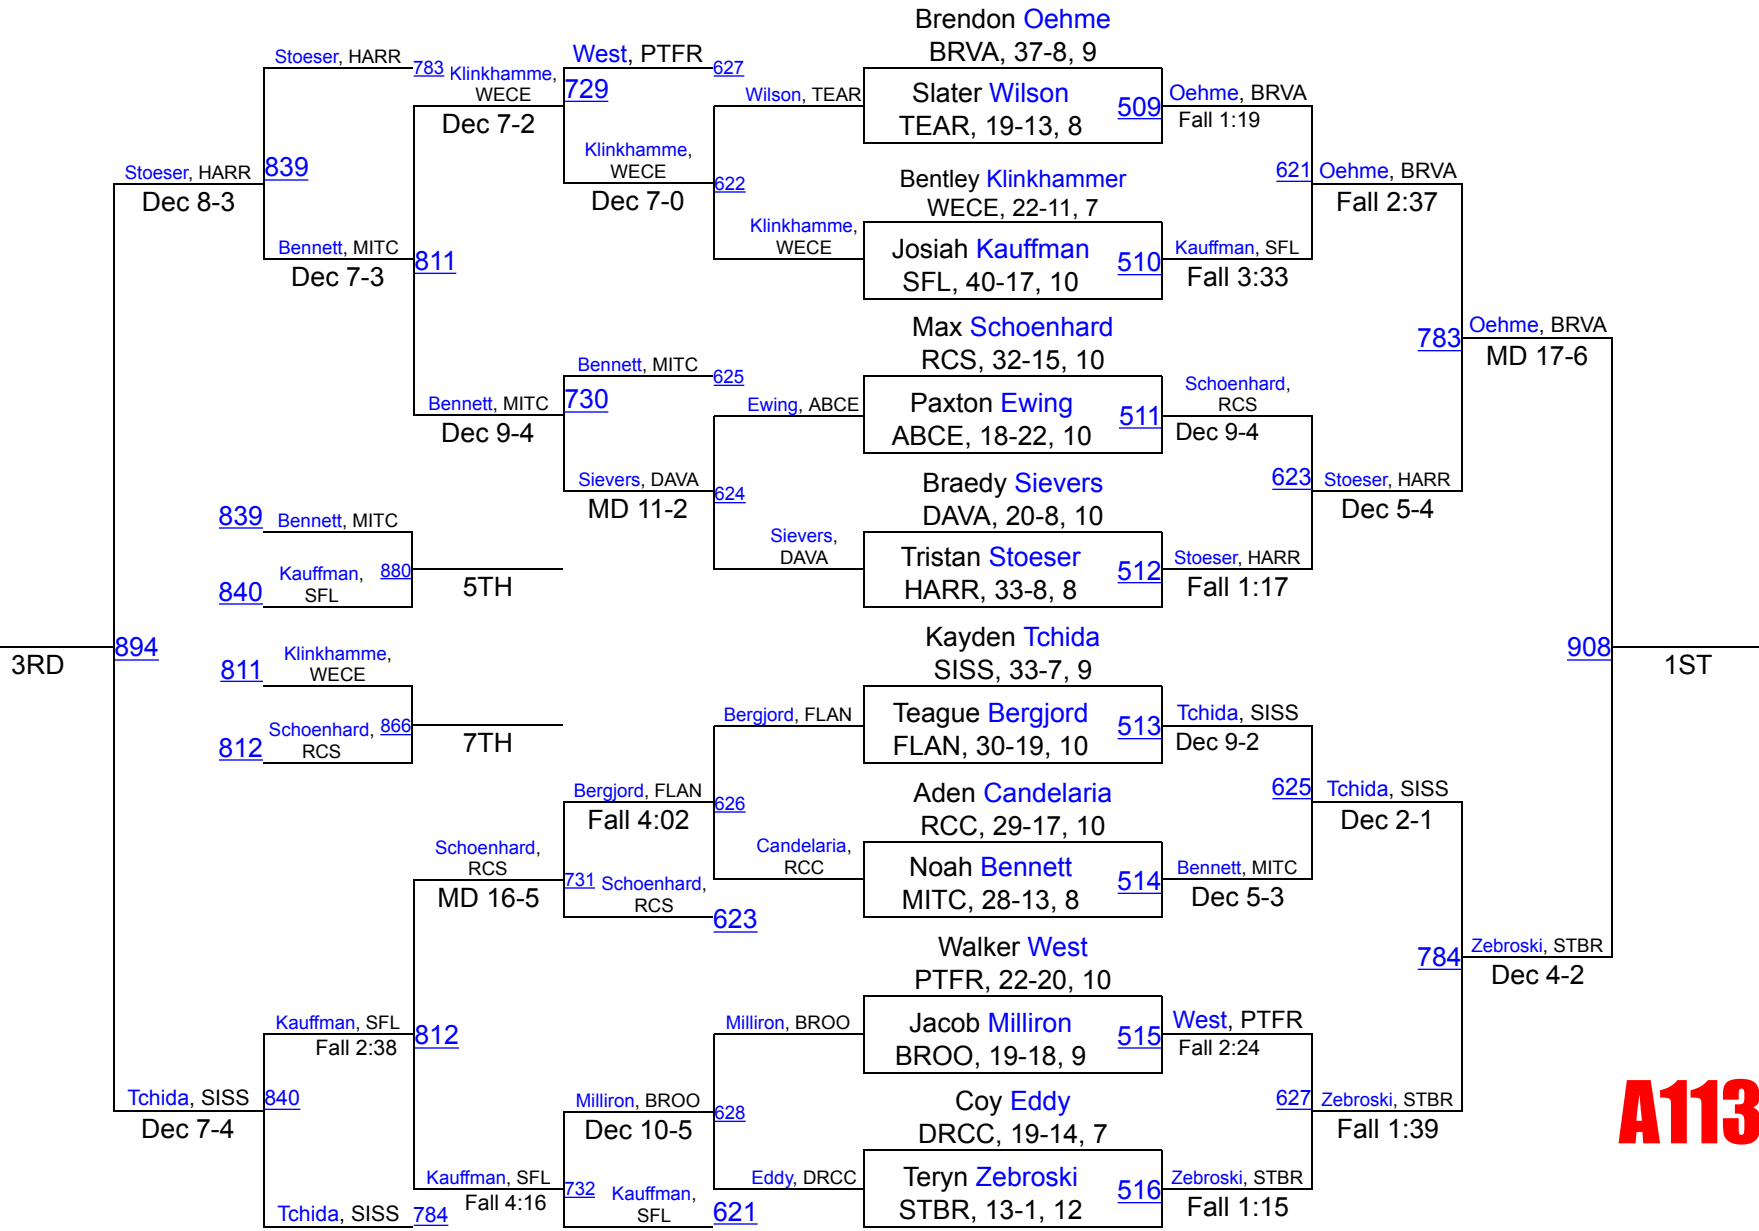 Brendon Oehme
BRVA, 37-8, 9
Slater Wilson
TEAR, 19-13, 8
509
Bentley Klinkhammer
WECE, 22-11, 7
Josiah Kauffman
SFL, 40-17, 10
510
Max Schoenhard
RCS, 32-15, 10
Paxton Ewing
ABCE, 18-22, 10
511
Braedy Sievers
DAVA, 20-8, 10
Tristan Stoeser
HARR, 33-8, 8
512
Kayden Tchida
SISS, 33-7, 9
Teague Bergjord
FLAN, 30-19, 10
513
Aden Candelaria
RCC, 29-17, 10
Noah Bennett
MITC, 28-13, 8
514
Walker West
PTFR, 22-20, 10
Jacob Milliron
BROO, 19-18, 9
515
Coy Eddy
DRCC, 19-14, 7
Teryn Zebroski
STBR, 13-1, 12
516
Oehme, BRVA
Fall 1:19
621
Kauffman, SFL
Fall 3:33
Schoenhard,
RCS
Dec 9-4
623
Stoeser, HARR
Fall 1:17
Tchida, SISS
Dec 9-2
625
Bennett, MITC
Dec 5-3
West, PTFR
Fall 2:24
627
Zebroski, STBR
Fall 1:15
Oehme, BRVA
Fall 2:37
783
Stoeser, HARR
Dec 5-4
Tchida, SISS
Dec 2-1
784
Zebroski, STBR
Fall 1:39
Oehme, BRVA
MD 17-6
908
Zebroski, STBR
Dec 4-2
1ST
A113
Wilson, TEAR
622
Klinkhamme,
WECE
Ewing, ABCE
624
Sievers,
DAVA
Bergjord, FLAN
626
Candelaria,
RCC
Milliron, BROO
628
Eddy, DRCC
West, PTFR
627
729
Klinkhamme,
WECE
Dec 7-0
Bennett, MITC
625
730
Sievers, DAVA
MD 11-2
Bergjord, FLAN
Fall 4:02
731
Schoenhard,
RCS
623
Milliron, BROO
Dec 10-5
732
Kauffman,
SFL
621
Klinkhamme,
WECE
Dec 7-2
811
Bennett, MITC
Dec 9-4
Schoenhard,
RCS
MD 16-5
812
Kauffman, SFL
Fall 4:16
Stoeser, HARR
783
839
Bennett, MITC
Dec 7-3
Kauffman, SFL
Fall 2:38
840
Tchida, SISS
784
Stoeser, HARR
Dec 8-3
894
Tchida, SISS
Dec 7-4
3RD
839
Bennett, MITC
880
840
Kauffman,
SFL
5TH
811
Klinkhamme,
WECE
866
812
Schoenhard,
RCS
7TH